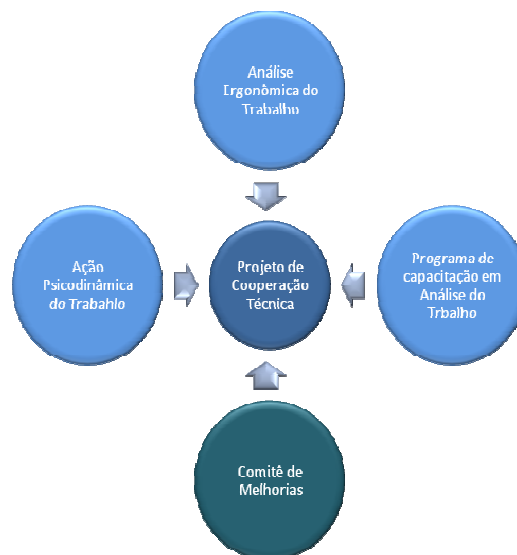 Análise
Ergonômica do
Trabalho
Ação
Psicodinâmica
do Trabahlo
Projeto de
Cooperação
Técnica
Programa de
capacitação em
Análise do
Trbalho
Comitê de
Melhorias